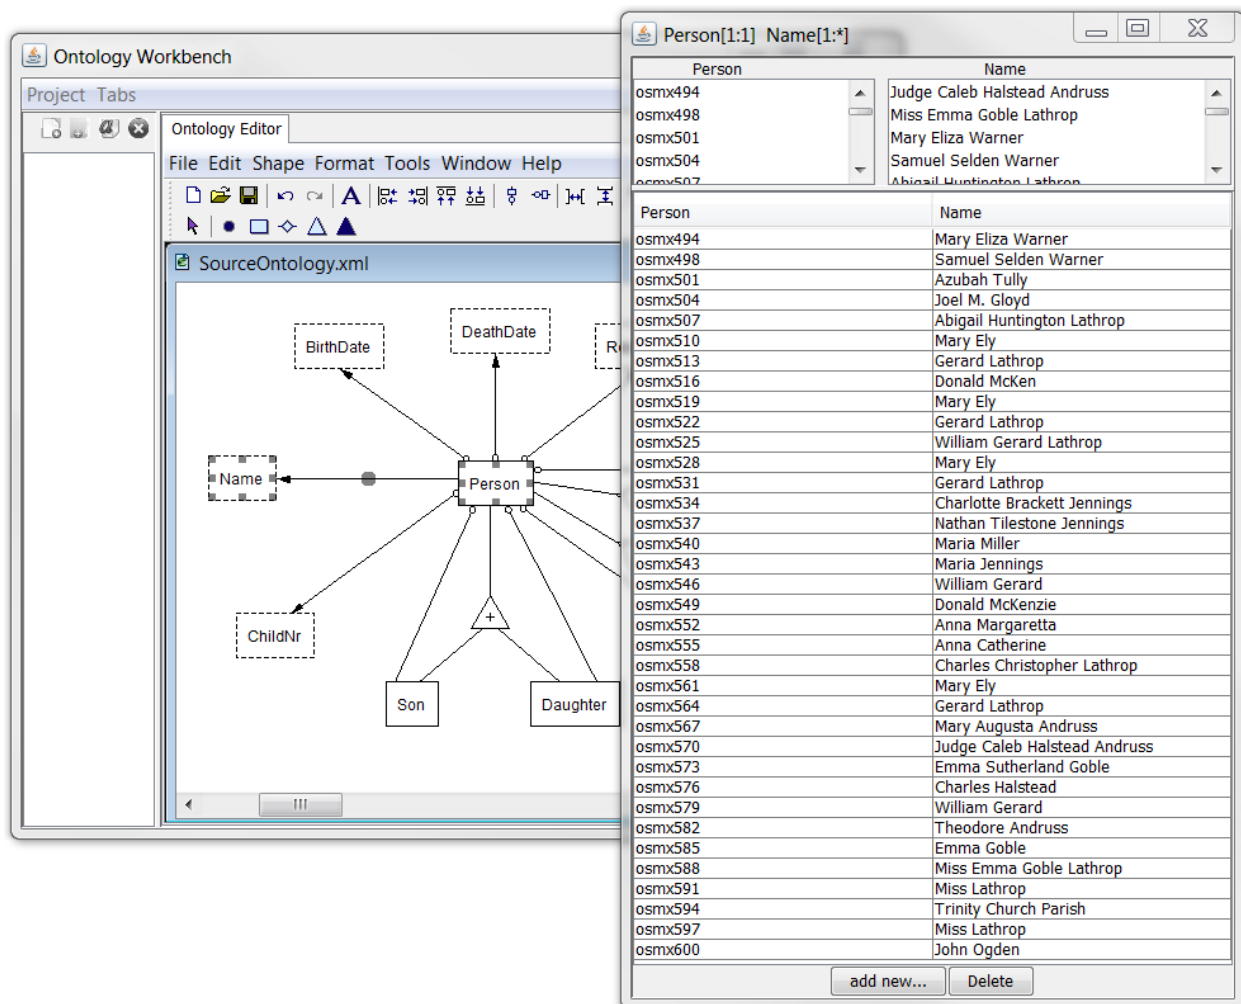 Ontology Workbench
Project Tabs
Ontology Editor
File Edit Shape Format Tools Window Help
A
SourceOntology.xml
BirthDate
DeathDate
Name
Person
ChildNr
+
Son
Daughter
Person[1:1] Name[1:*]
Person Name
osmx494 Judge Caleb Halstead Andruss
osmx498 Miss Emma Goble Lathrop
osmx501 Mary Eliza Warner
osmx504 Samuel Selden Warner
osmx507 Abigail Huntington Lathrop
Person Name
osmx494 Mary Eliza Warner
osmx498 Samuel Selden Warner
osmx501 Azubah Tully
osmx504 Joel M. Gloyd
osmx507 Abigail Huntington Lathrop
osmx510 Mary Ely
osmx513 Gerard Lathrop
osmx516 Donald McKen
osmx519 Mary Ely
osmx522 Gerard Lathrop
osmx525 William Gerard Lathrop
osmx528 Mary Ely
osmx531 Gerard Lathrop
osmx534 Charlotte Brackett Jennings
osmx537 Nathan Tilestone Jennings
osmx540 Maria Miller
osmx543 Maria Jennings
osmx546 William Gerard
osmx549 Donald McKenzie
osmx552 Anna Margaretta
osmx555 Anna Catherine
osmx558 Charles Christopher Lathrop
osmx561 Mary Ely
osmx564 Gerard Lathrop
osmx567 Mary Augusta Andruss
osmx570 Judge Caleb Halstead Andruss
osmx573 Emma Sutherland Goble
osmx576 Charles Halstead
osmx579 William Gerard
osmx582 Theodore Andruss
osmx585 Emma Goble
osmx588 Miss Emma Goble Lathrop
osmx591 Miss Lathrop
osmx594 Trinity Church Parish
osmx597 Miss Lathrop
osmx600 John Ogden
add new... Delete